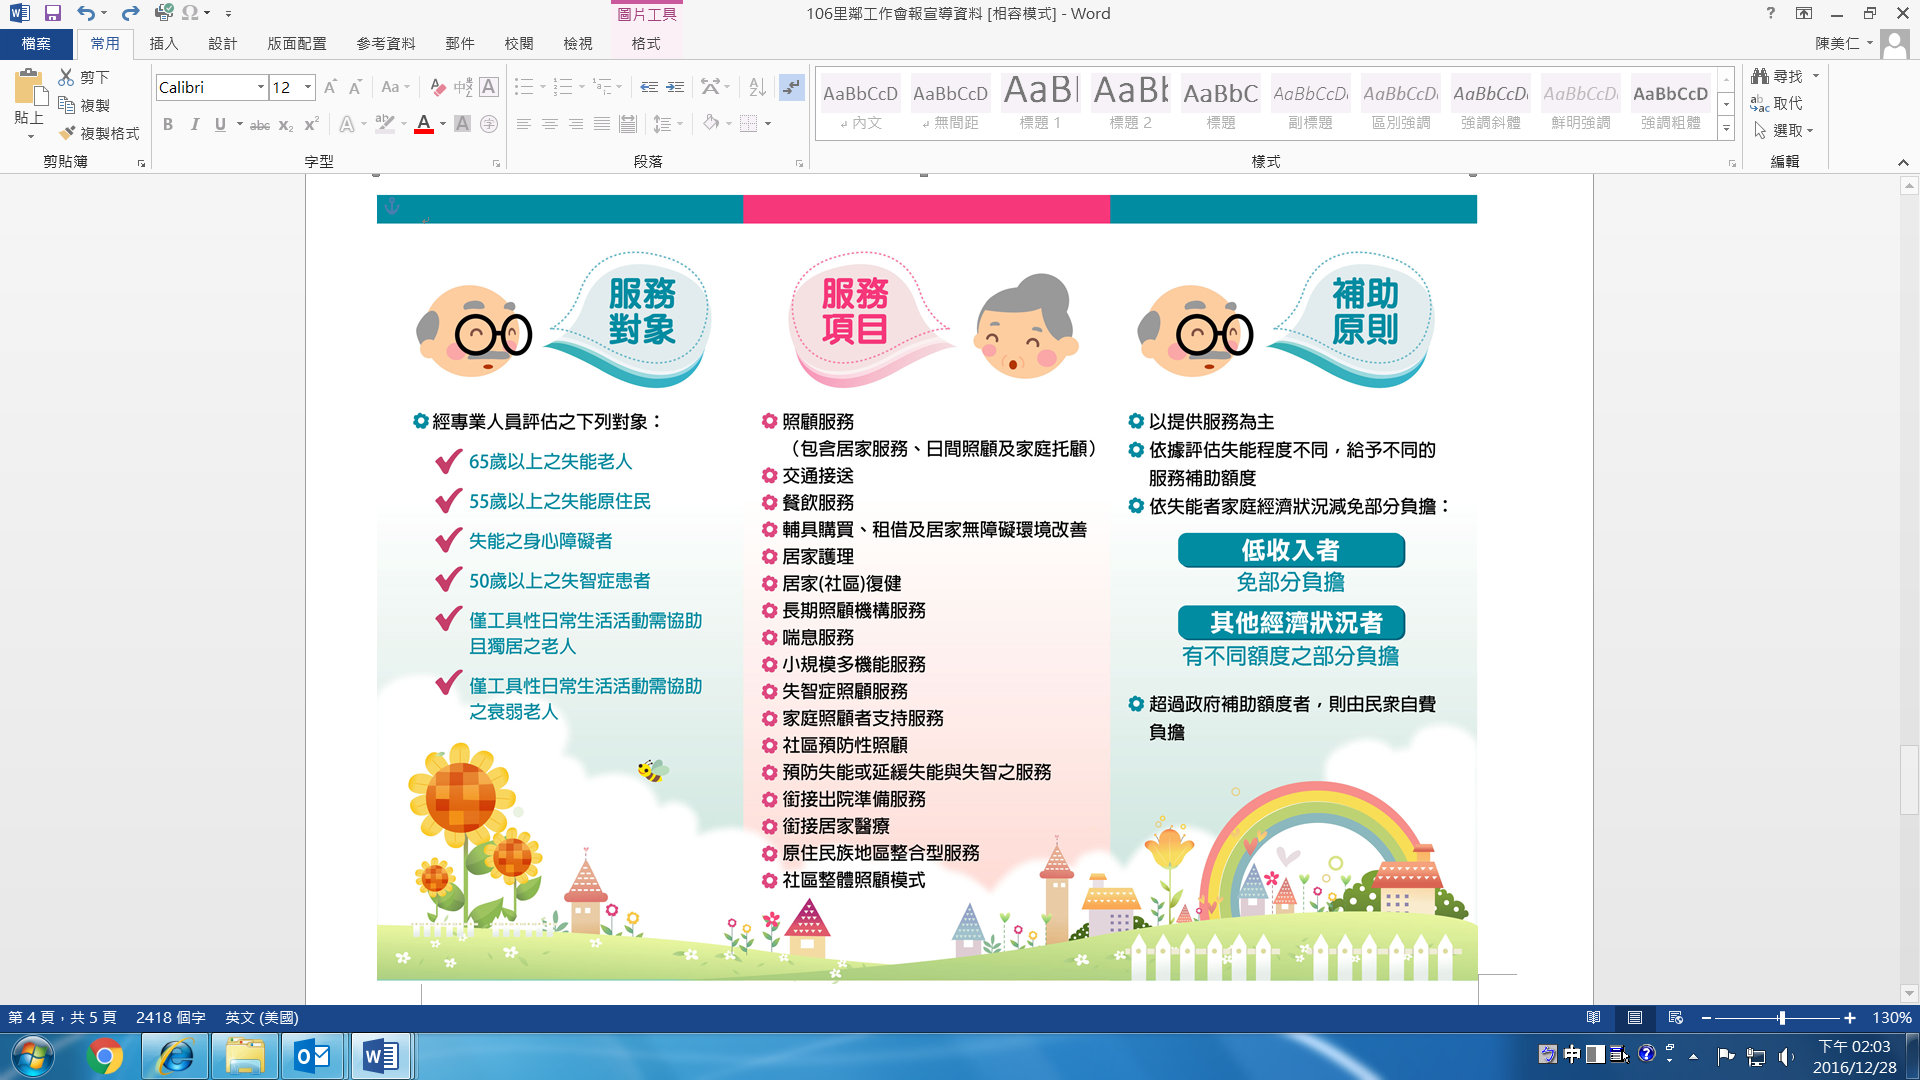 圖片工具
106里鄰工作會報宣導資料 [相容模式] - Word
檔案
常用
插入
設計
版面配置
參考資料
郵件
校閱
檢視
格式
陳美仁
貼上
剪下
複製
複製格式
剪貼簿
Calibri
12
字型
段落
AaBbCcD
內文
AaBbCcD
無間距
AaBl
標題 1
AaBb
標題 2
AaBbC
標題
AaBbCcD
副標題
AaBbCcD
區別強調
AaBbCcD
強調斜體
AaBbCcD
鮮明強調
AaBbCcD
強調粗體
樣式
尋找
取代
選取
編輯
服務
對象
經專業人員評估之下列對象：
65歲以上之失能老人
55歲以上之失能原住民
失能之身心障礙者
50歲以上之失智症患者
僅工具性日常生活活動需協助
且獨居之老人
僅工具性日常生活活動需協助
之衰弱老人
服務
項目
照顧服務
（包含居家服務、日間照顧及家庭托顧）
交通接送
餐飲服務
輔具購買、租借及居家無障礙環境改善
居家護理
居家(社區)復健
長期照顧機構服務
喘息服務
小規模多機能服務
失智症照顧服務
家庭照顧者支持服務
社區預防性照顧
預防失能或延緩失能與失智之服務
銜接出院準備服務
銜接居家醫療
原住民族地區整合型服務
社區整體照顧模式
補助
原則
以提供服務為主
依據評估失能程度不同，給予不同的
服務補助額度
依失能者家庭經濟狀況減免部分負擔：
低收入者
免部分負擔
其他經濟狀況者
有不同額度之部分負擔
超過政府補助額度者，則由民眾自費
負擔
第 4 頁，共 5 頁
2418 個字
英文 (美國)
130%
中
下午 02:03
2016/12/28